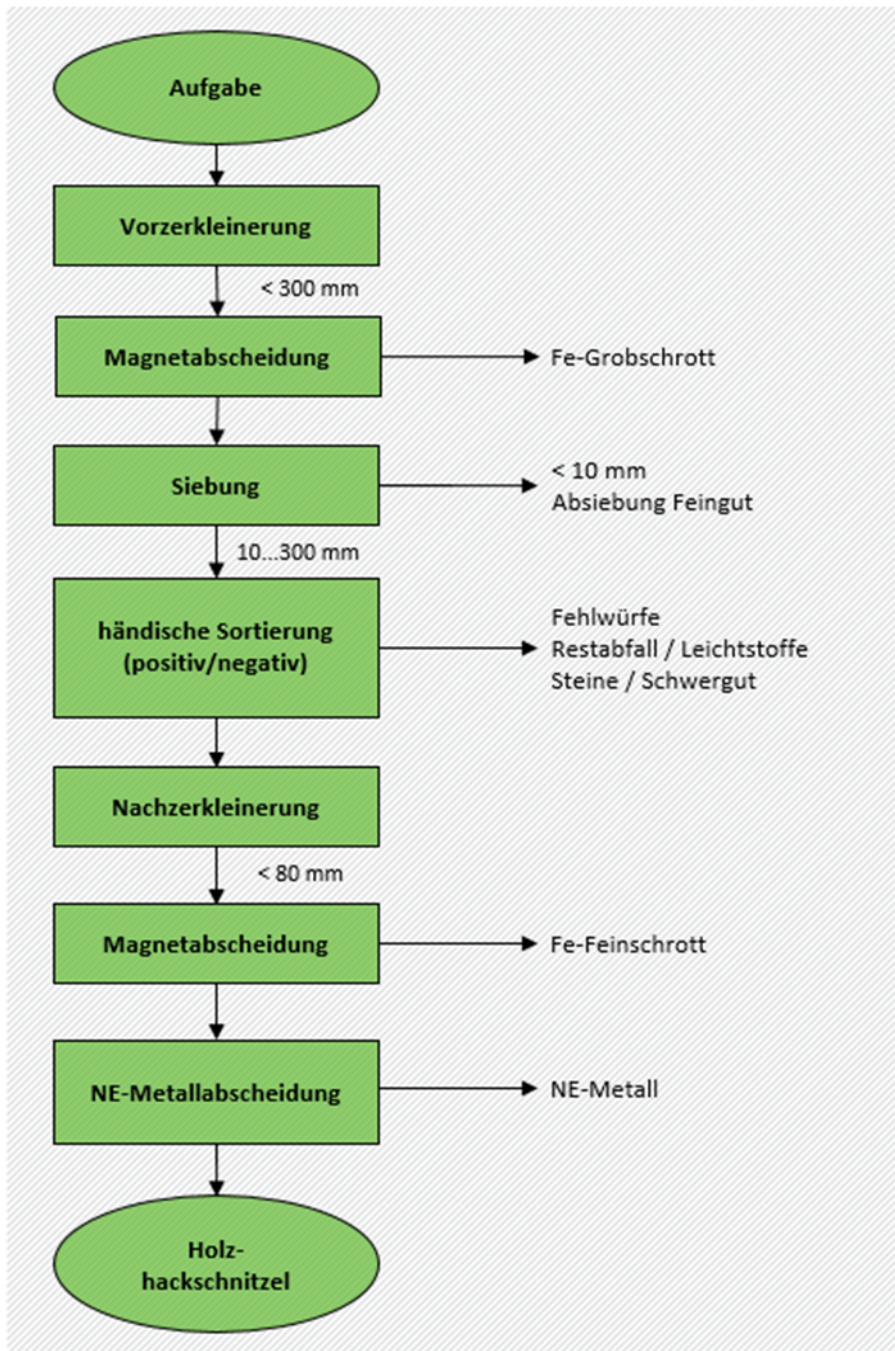 Aufgabe
Vorzerkleinerung
< 300 mm
Magnetabscheidung
Fe-Grobschrott
Siebung
< 10 mm
Absiebung Feingut
10...300 mm
händische Sortierung
(positiv/negativ)
Fehlwürfe
Restabfall / Leichtstoffe
Steine / Schwergut
Nachzerkleinerung
< 80 mm
Magnetabscheidung
Fe-Feinschrott
NE-Metallabscheidung
NE-Metall
Holz-
hackschnitzel